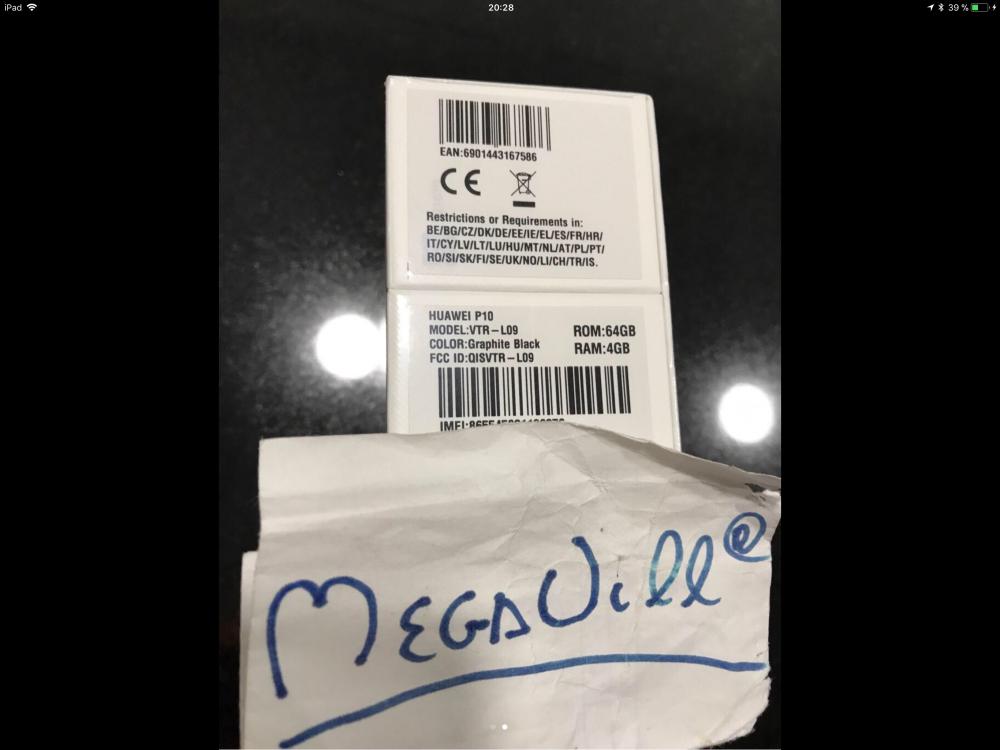 iPad 20:28 39 %
EAN:6901443167586
CE
Restrictions or Requirements in:
BE/BG/CZ/DK/DE/EE/IE/EL/ES/FR/HR/
IT/CY/LV/LT/LU/HU/MT/NL/AT/PL/PT/
RO/SI/SK/FI/SE/UK/NO/LI/CH/TR/IS.
HUAWEI P10
MODEL:VTR-L09 ROM:64GB
COLOR:Graphite Black RAM:4GB
FCC ID:QISVTR-L09
IMEI:
MEGAVill@